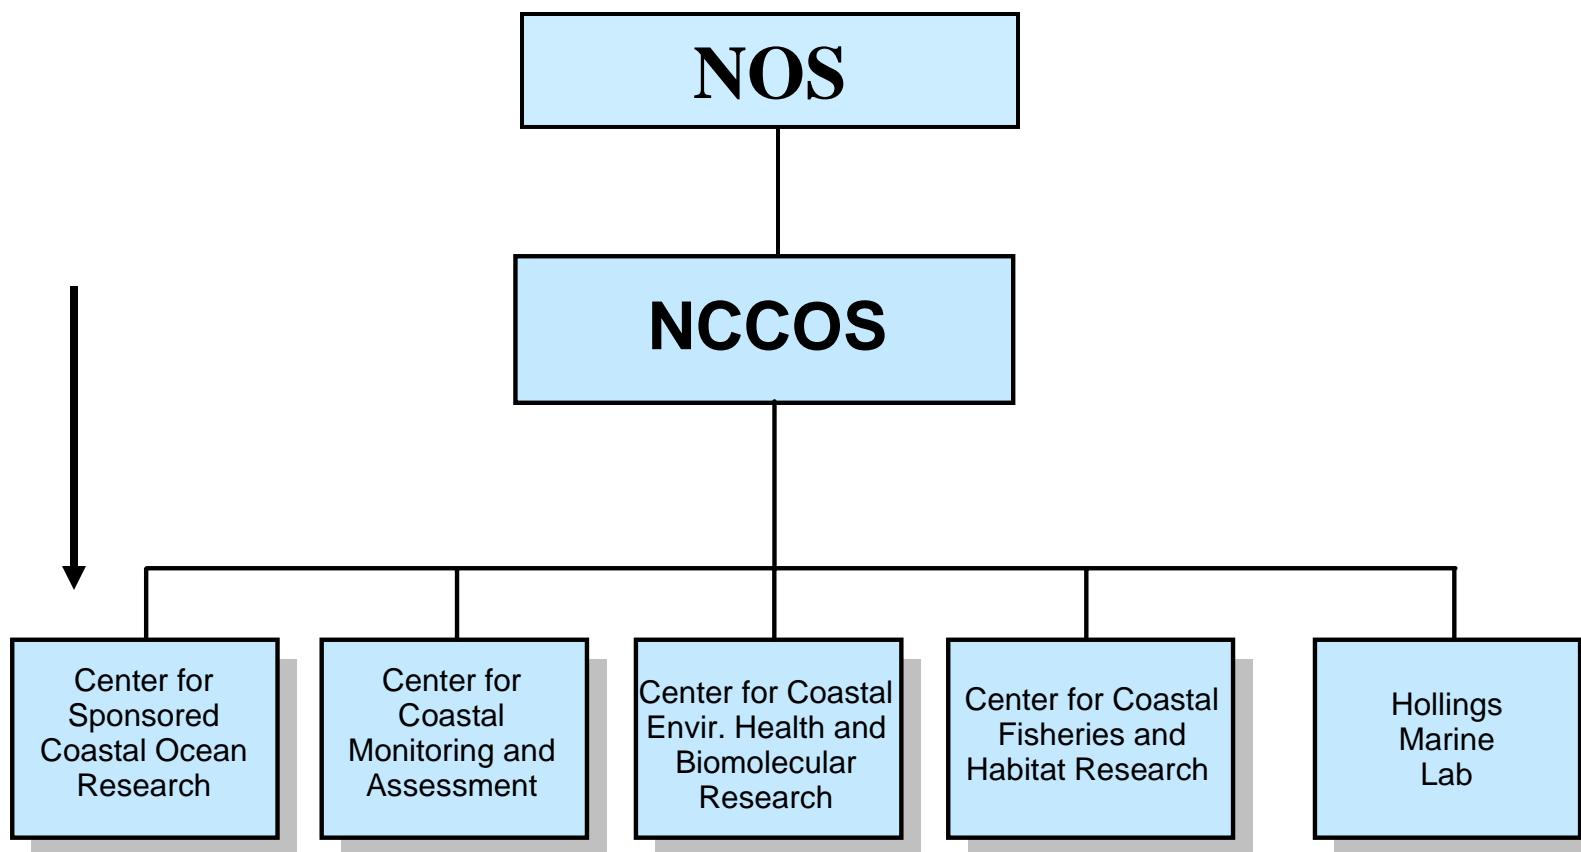 NOS
NCCOS
Center for
Sponsored
Coastal Ocean
Research
Center for
Coastal
Monitoring and
Assessment
Center for Coastal
Envir. Health and
Biomolecular
Research
Center for Coastal
Fisheries and
Habitat Research
Hollings
Marine
Lab